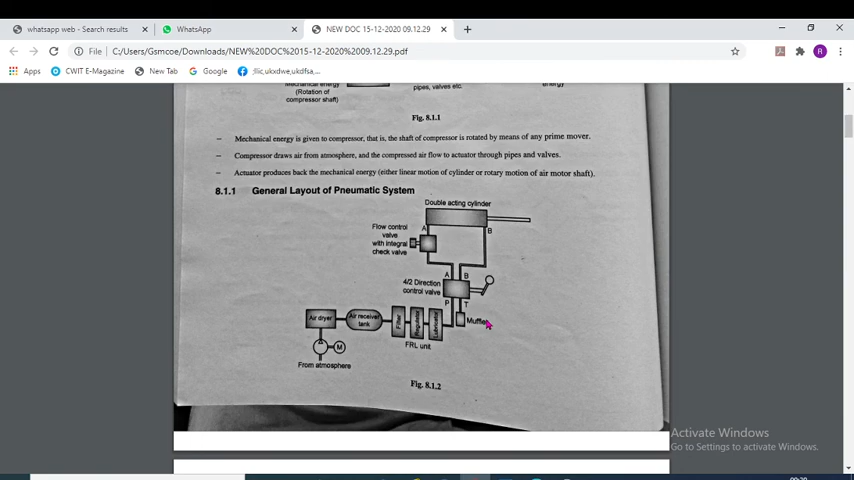 whatsapp web - Search results
WhatsApp
NEW DOC 15-12-2020 09.12.29
File
C:/Users/Gsmcoe/Downloads/NEW%20DOC%2015-12-2020%2009.12.29.pdf
Apps
CWIT E-Magazine
New Tab
Google
;llic,ukxdwe,ukdfsa,...
A
Mechanical energy
(Rotation of
compressor shaft)
pipes, valves etc.
energy)
Fig. 8.1.1
– Mechanical energy is given to compressor, that is, the shaft of compressor is rotated by means of any prime mover.
– Compressor draws air from atmosphere, and the compressed air flow to actuator through pipes and valves.
– Actuator produces back the mechanical energy (either linear motion of cylinder or rotary motion of air motor shaft).
8.1.1 General Layout of Pneumatic System
Double acting cylinder
A
B
Flow control
valve
with integral
check valve
A
B
4/2 Direction
control valve
P
T
Air dryer
Air receiver
tank
Filter
Regulator
Lubricator
Muffler
M
FRL unit
From atmosphere
Fig. 8.1.2
Activate Windows
Go to Settings to activate Windows.